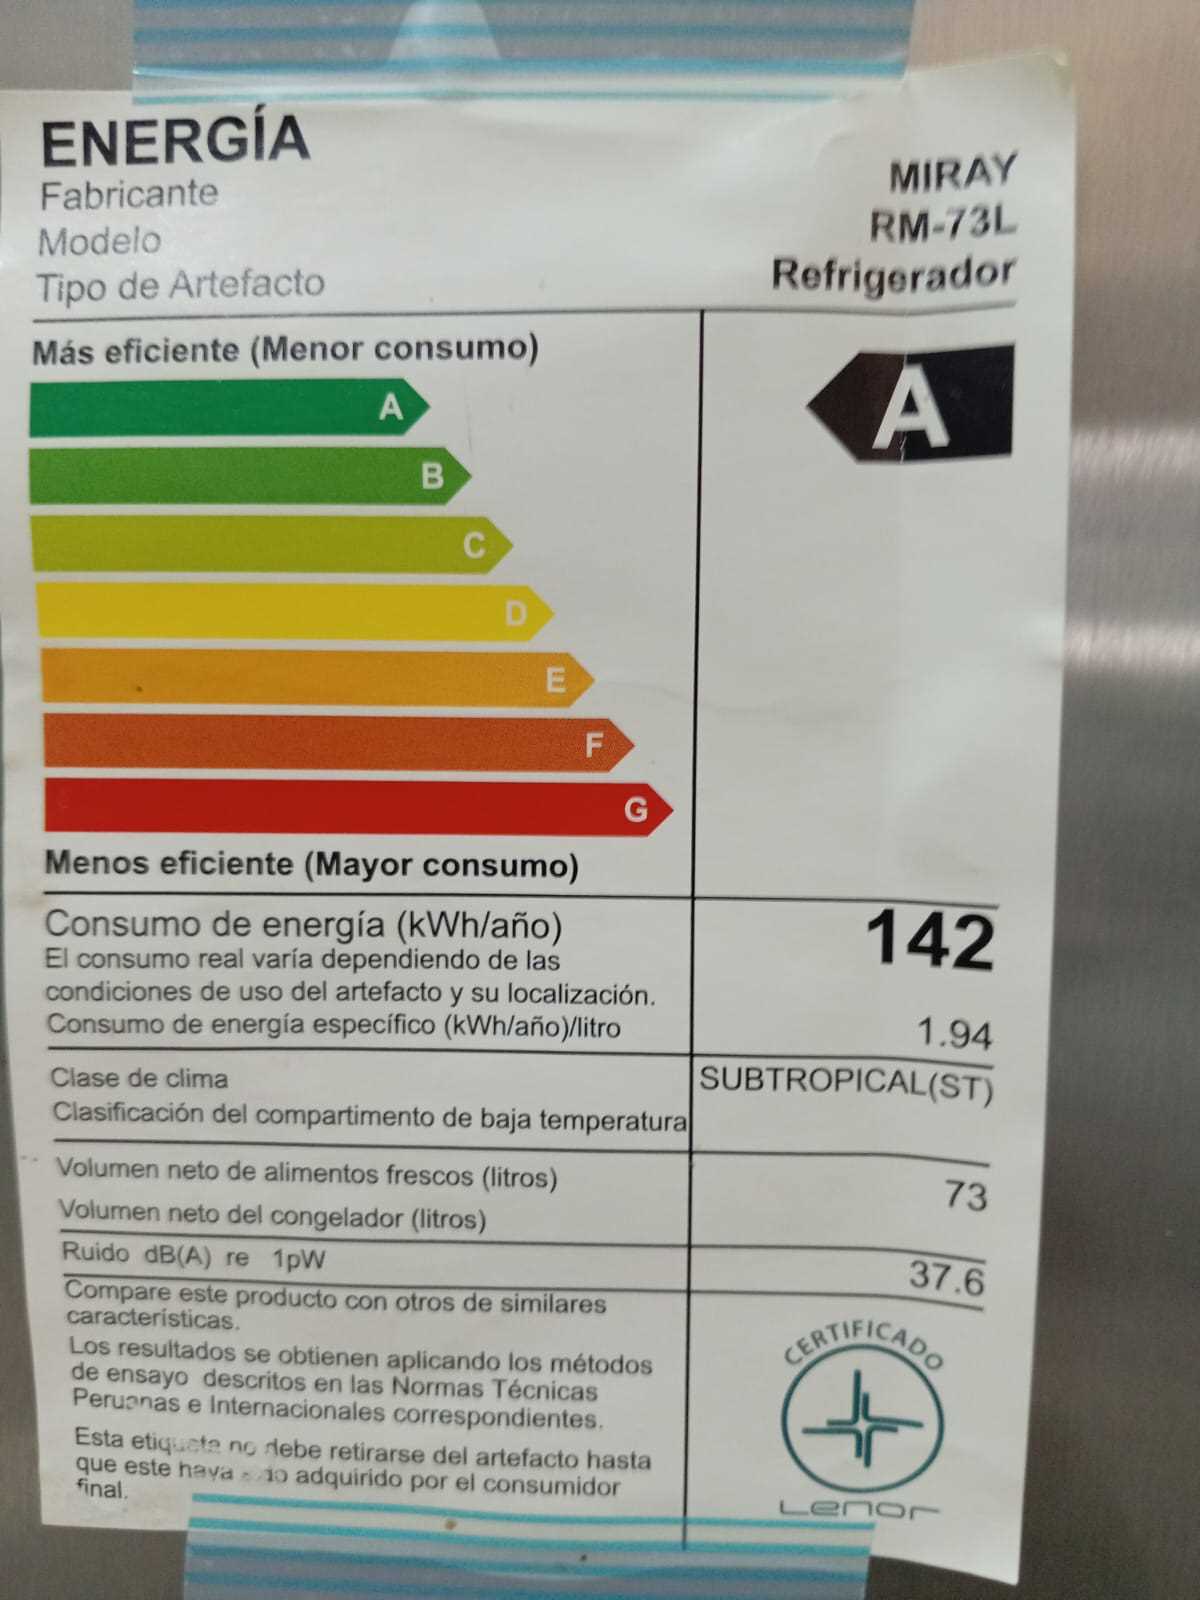 ENERGÍA
Fabricante MIRAY
Modelo RM-73L
Tipo de Artefacto Refrigerador
Más eficiente (Menor consumo)
A A
B
C
D
E
F
G
Menos eficiente (Mayor consumo)
Consumo de energía (kWh/año) 142
El consumo real varía dependiendo de las
condiciones de uso del artefacto y su localización.
Consumo de energía específico (kWh/año)/litro 1.94
Clase de clima SUBTROPICAL(ST)
Clasificación del compartimento de baja temperatura
Volumen neto de alimentos frescos (litros) 73
Volumen neto del congelador (litros)
Ruido dB(A) re 1pW 37.6
Compare este producto con otros de similares
características.
Los resultados se obtienen aplicando los métodos
de ensayo descritos en las Normas Técnicas
Peruanas e Internacionales correspondientes.
Esta etiqueta no debe retirarse del artefacto hasta
que este haya sido adquirido por el consumidor
final.
CERTIFICADO
Lenor